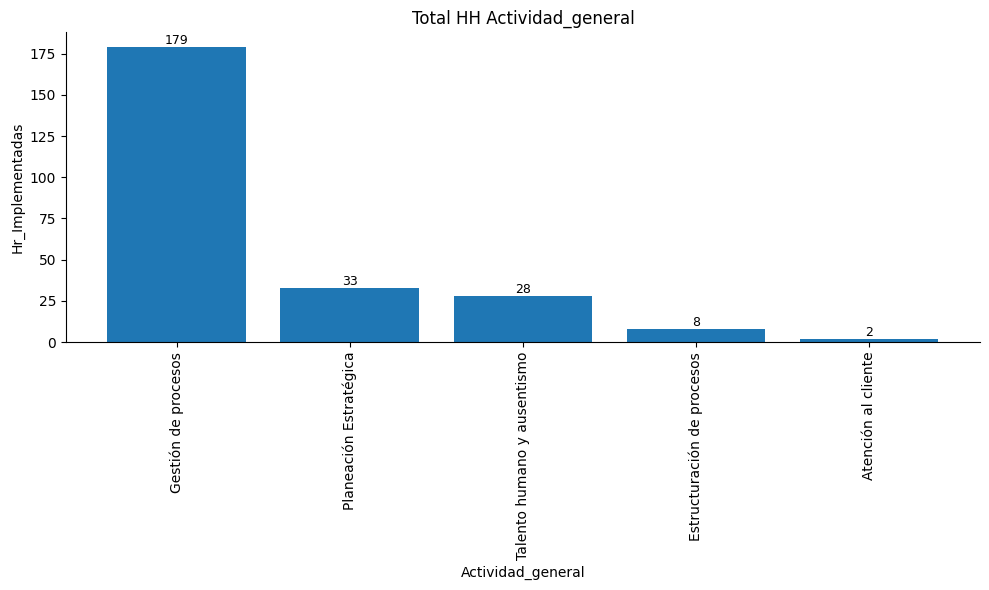 Total HH Actividad_general
Hr_Implementadas
175
150
125
100
75
50
25
0
179
33
28
8
2
Gestión de procesos
Planeación Estratégica
Talento humano y ausentismo
Estructuración de procesos
Atención al cliente
Actividad_general